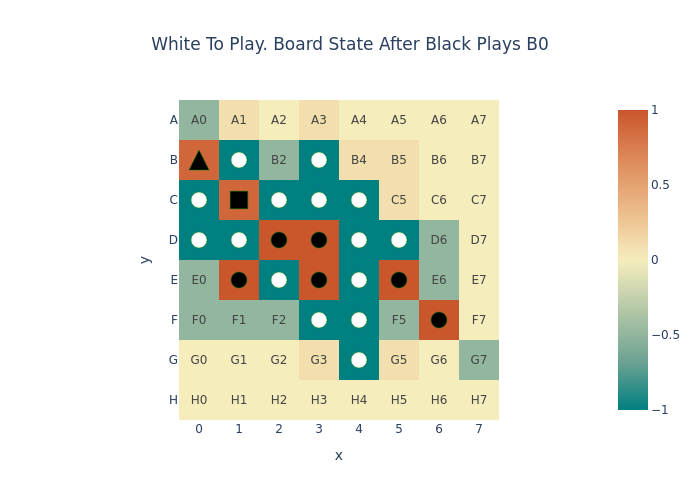 White To Play. Board State After Black Plays B0
A A0 A1 A2 A3 A4 A5 A6 A7
B B2 B4 B5 B6 B7
C C5 C6 C7
D D6 D7
E E0 E6 E7
F F0 F1 F2 F5 F7
G G0 G1 G2 G3 G5 G6 G7
H H0 H1 H2 H3 H4 H5 H6 H7
0 1 2 3 4 5 6 7
x
y
1
0.5
0
−0.5
−1